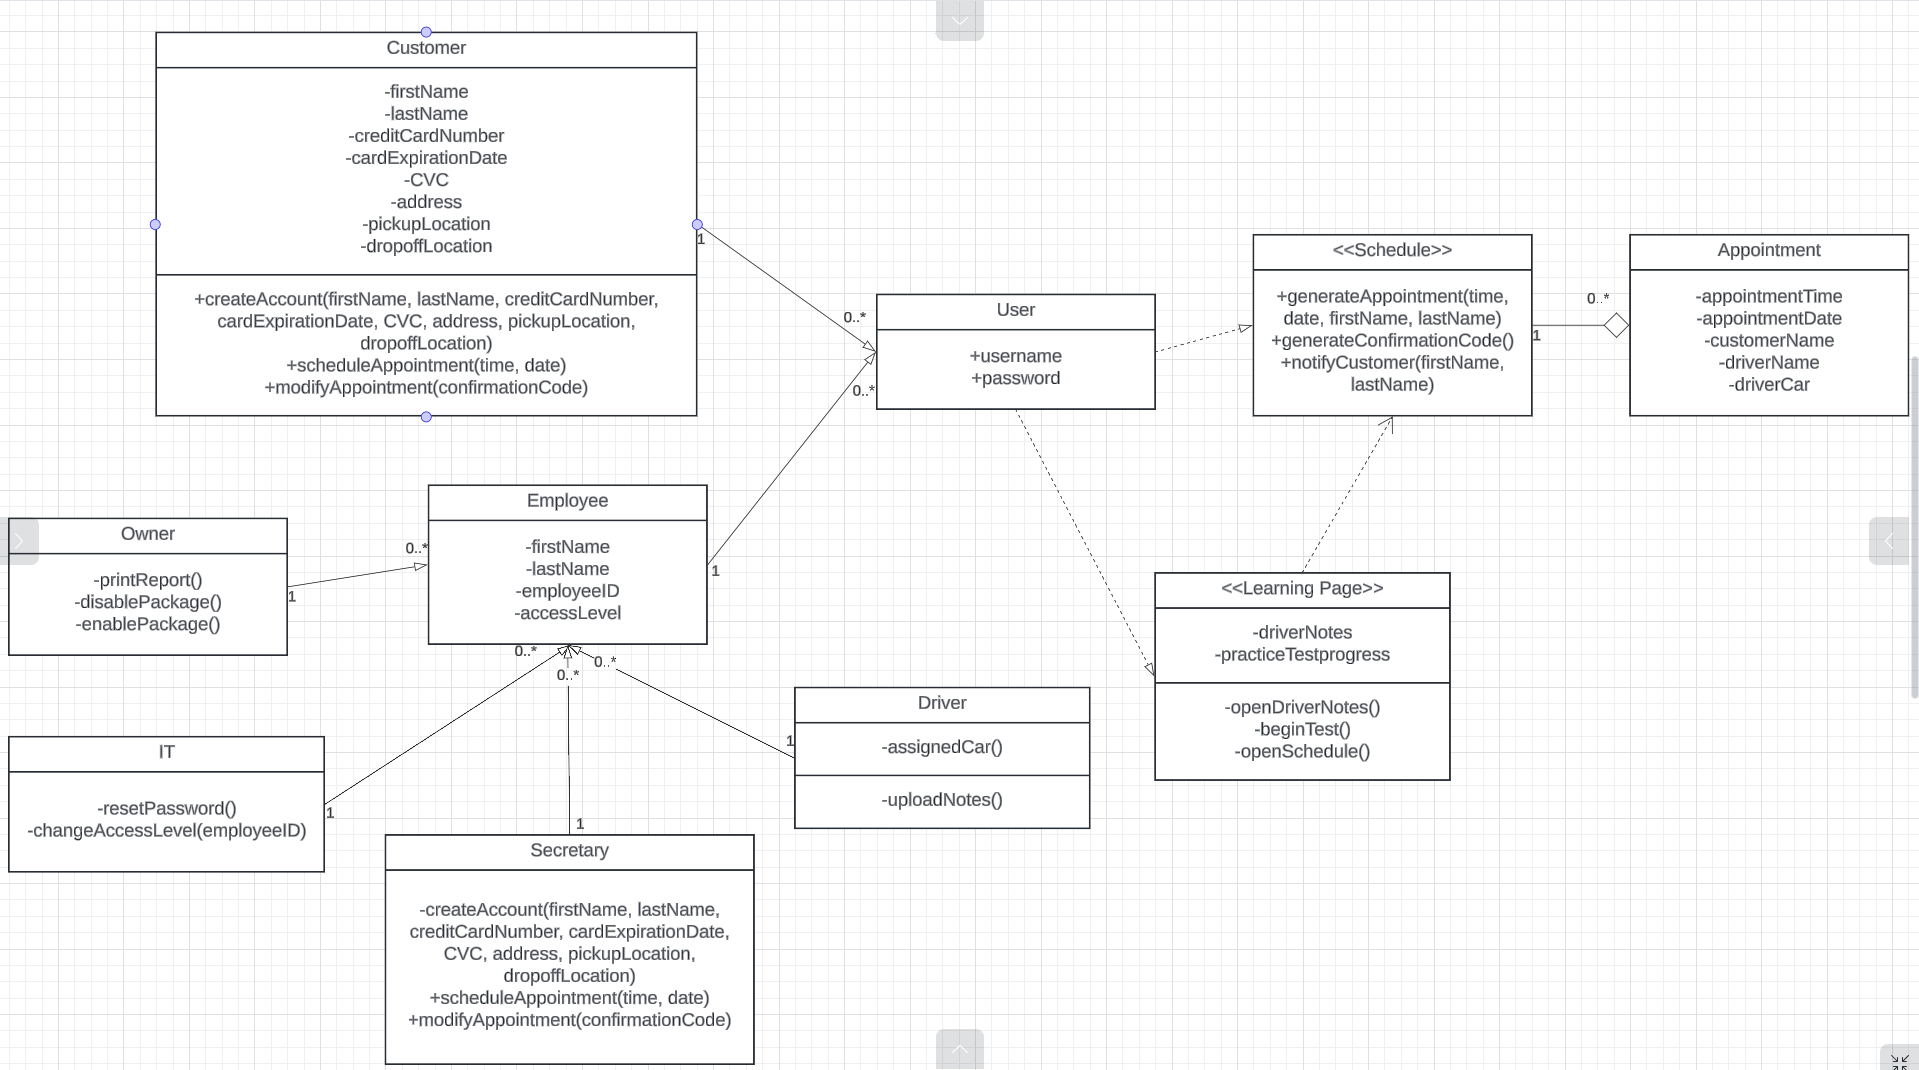 Customer
-firstName
-lastName
-creditCardNumber
-cardExpirationDate
-CVC
-address
-pickupLocation
-dropoffLocation
+createAccount(firstName, lastName, creditCardNumber,
cardExpirationDate, CVC, address, pickupLocation,
dropoffLocation)
+scheduleAppointment(time, date)
+modifyAppointment(confirmationCode)
1
0..*
User
+username
+password
0..*
<<Schedule>>
+generateAppointment(time,
date, firstName, lastName)
+generateConfirmationCode()
+notifyCustomer(firstName,
lastName)
1
0..*
Appointment
-appointmentTime
-appointmentDate
-customerName
-driverName
-driverCar
Owner
-printReport()
-disablePackage()
-enablePackage()
1
0..*
Employee
-firstName
-lastName
-employeeID
-accessLevel
1
0..*
0..*
0..*
<<Learning Page>>
-driverNotes
-practiceTestprogress
-openDriverNotes()
-beginTest()
-openSchedule()
IT
-resetPassword()
-changeAccessLevel(employeeID)
1
Driver
-assignedCar()
-uploadNotes()
1
1
Secretary
-createAccount(firstName, lastName,
creditCardNumber, cardExpirationDate,
CVC, address, pickupLocation,
dropoffLocation)
+scheduleAppointment(time, date)
+modifyAppointment(confirmationCode)